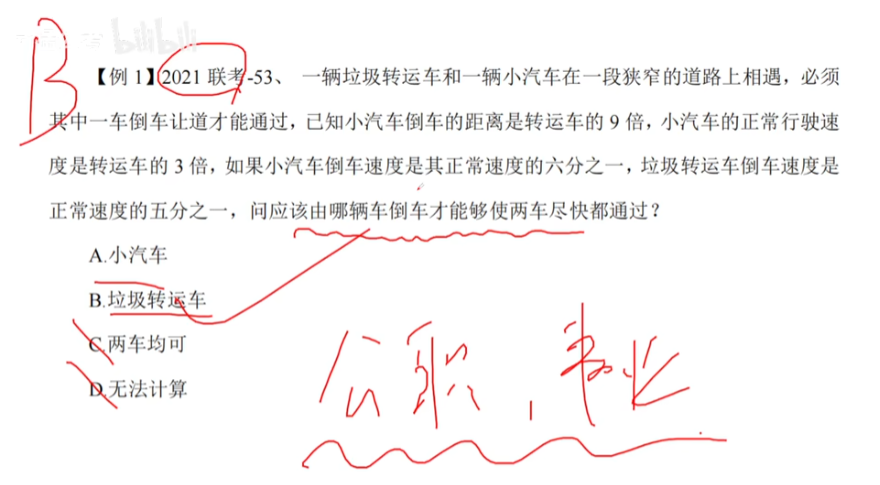 B
bilibili
【例 1】2021 联考-53、 一辆垃圾转运车和一辆小汽车在一段狭窄的道路上相遇，必须
其中一车倒车让道才能通过，已知小汽车倒车的距离是转运车的 9 倍，小汽车的正常行驶速
度是转运车的 3 倍，如果小汽车倒车速度是其正常速度的六分之一，垃圾转运车倒车速度是
正常速度的五分之一，问应该由哪辆车倒车才能够使两车尽快都通过？
A.小汽车
B.垃圾转运车
C.两车均可
D.无法计算
公职，事业